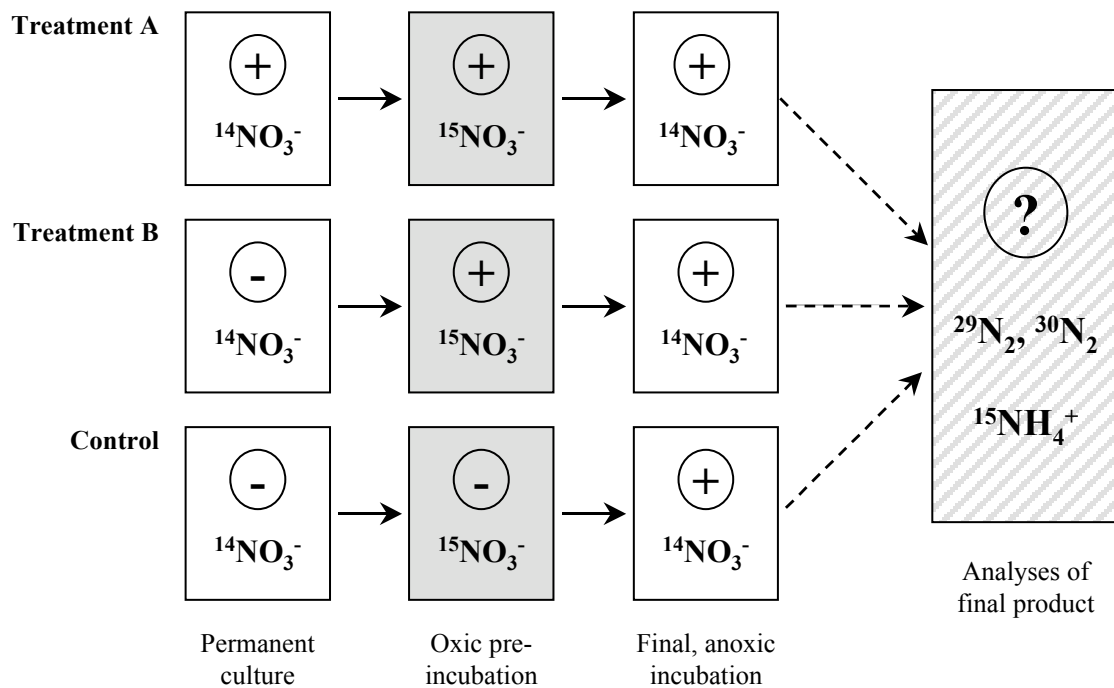 Treatment A
+
+
+
¹⁴NO₃⁻
¹⁵NO₃⁻
¹⁴NO₃⁻
Treatment B
-
+
+
¹⁴NO₃⁻
¹⁵NO₃⁻
¹⁴NO₃⁻
Control
-
-
+
¹⁴NO₃⁻
¹⁵NO₃⁻
¹⁴NO₃⁻
?
²⁹N₂, ³⁰N₂
¹⁵NH₄⁺
Permanent
culture
Oxic pre-
incubation
Final, anoxic
incubation
Analyses of
final product